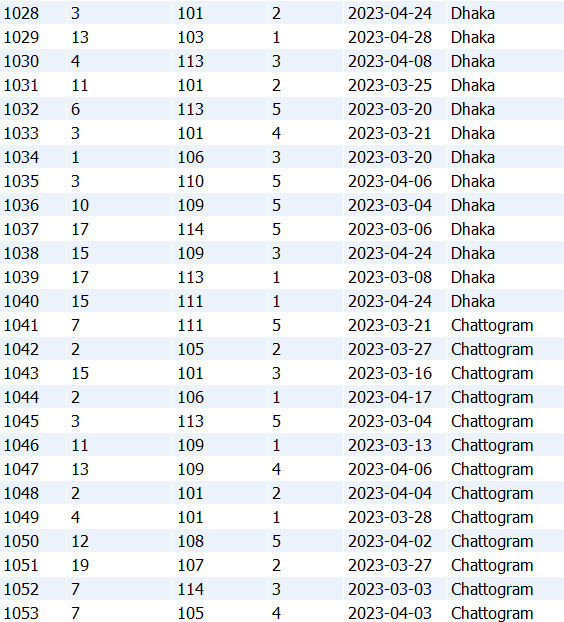 1028 3 101 2 2023-04-24 Dhaka
1029 13 103 1 2023-04-28 Dhaka
1030 4 113 3 2023-04-08 Dhaka
1031 11 101 2 2023-03-25 Dhaka
1032 6 113 5 2023-03-20 Dhaka
1033 3 101 4 2023-03-21 Dhaka
1034 1 106 3 2023-03-20 Dhaka
1035 3 110 5 2023-04-06 Dhaka
1036 10 109 5 2023-03-04 Dhaka
1037 17 114 5 2023-03-06 Dhaka
1038 15 109 3 2023-04-24 Dhaka
1039 17 113 1 2023-03-08 Dhaka
1040 15 111 1 2023-04-24 Dhaka
1041 7 111 5 2023-03-21 Chattogram
1042 2 105 2 2023-03-27 Chattogram
1043 15 101 3 2023-03-16 Chattogram
1044 2 106 1 2023-04-17 Chattogram
1045 3 113 5 2023-03-04 Chattogram
1046 11 109 1 2023-03-13 Chattogram
1047 13 109 4 2023-04-06 Chattogram
1048 2 101 2 2023-04-04 Chattogram
1049 4 101 1 2023-03-28 Chattogram
1050 12 108 5 2023-04-02 Chattogram
1051 19 107 2 2023-03-27 Chattogram
1052 7 114 3 2023-03-03 Chattogram
1053 7 105 4 2023-04-03 Chattogram